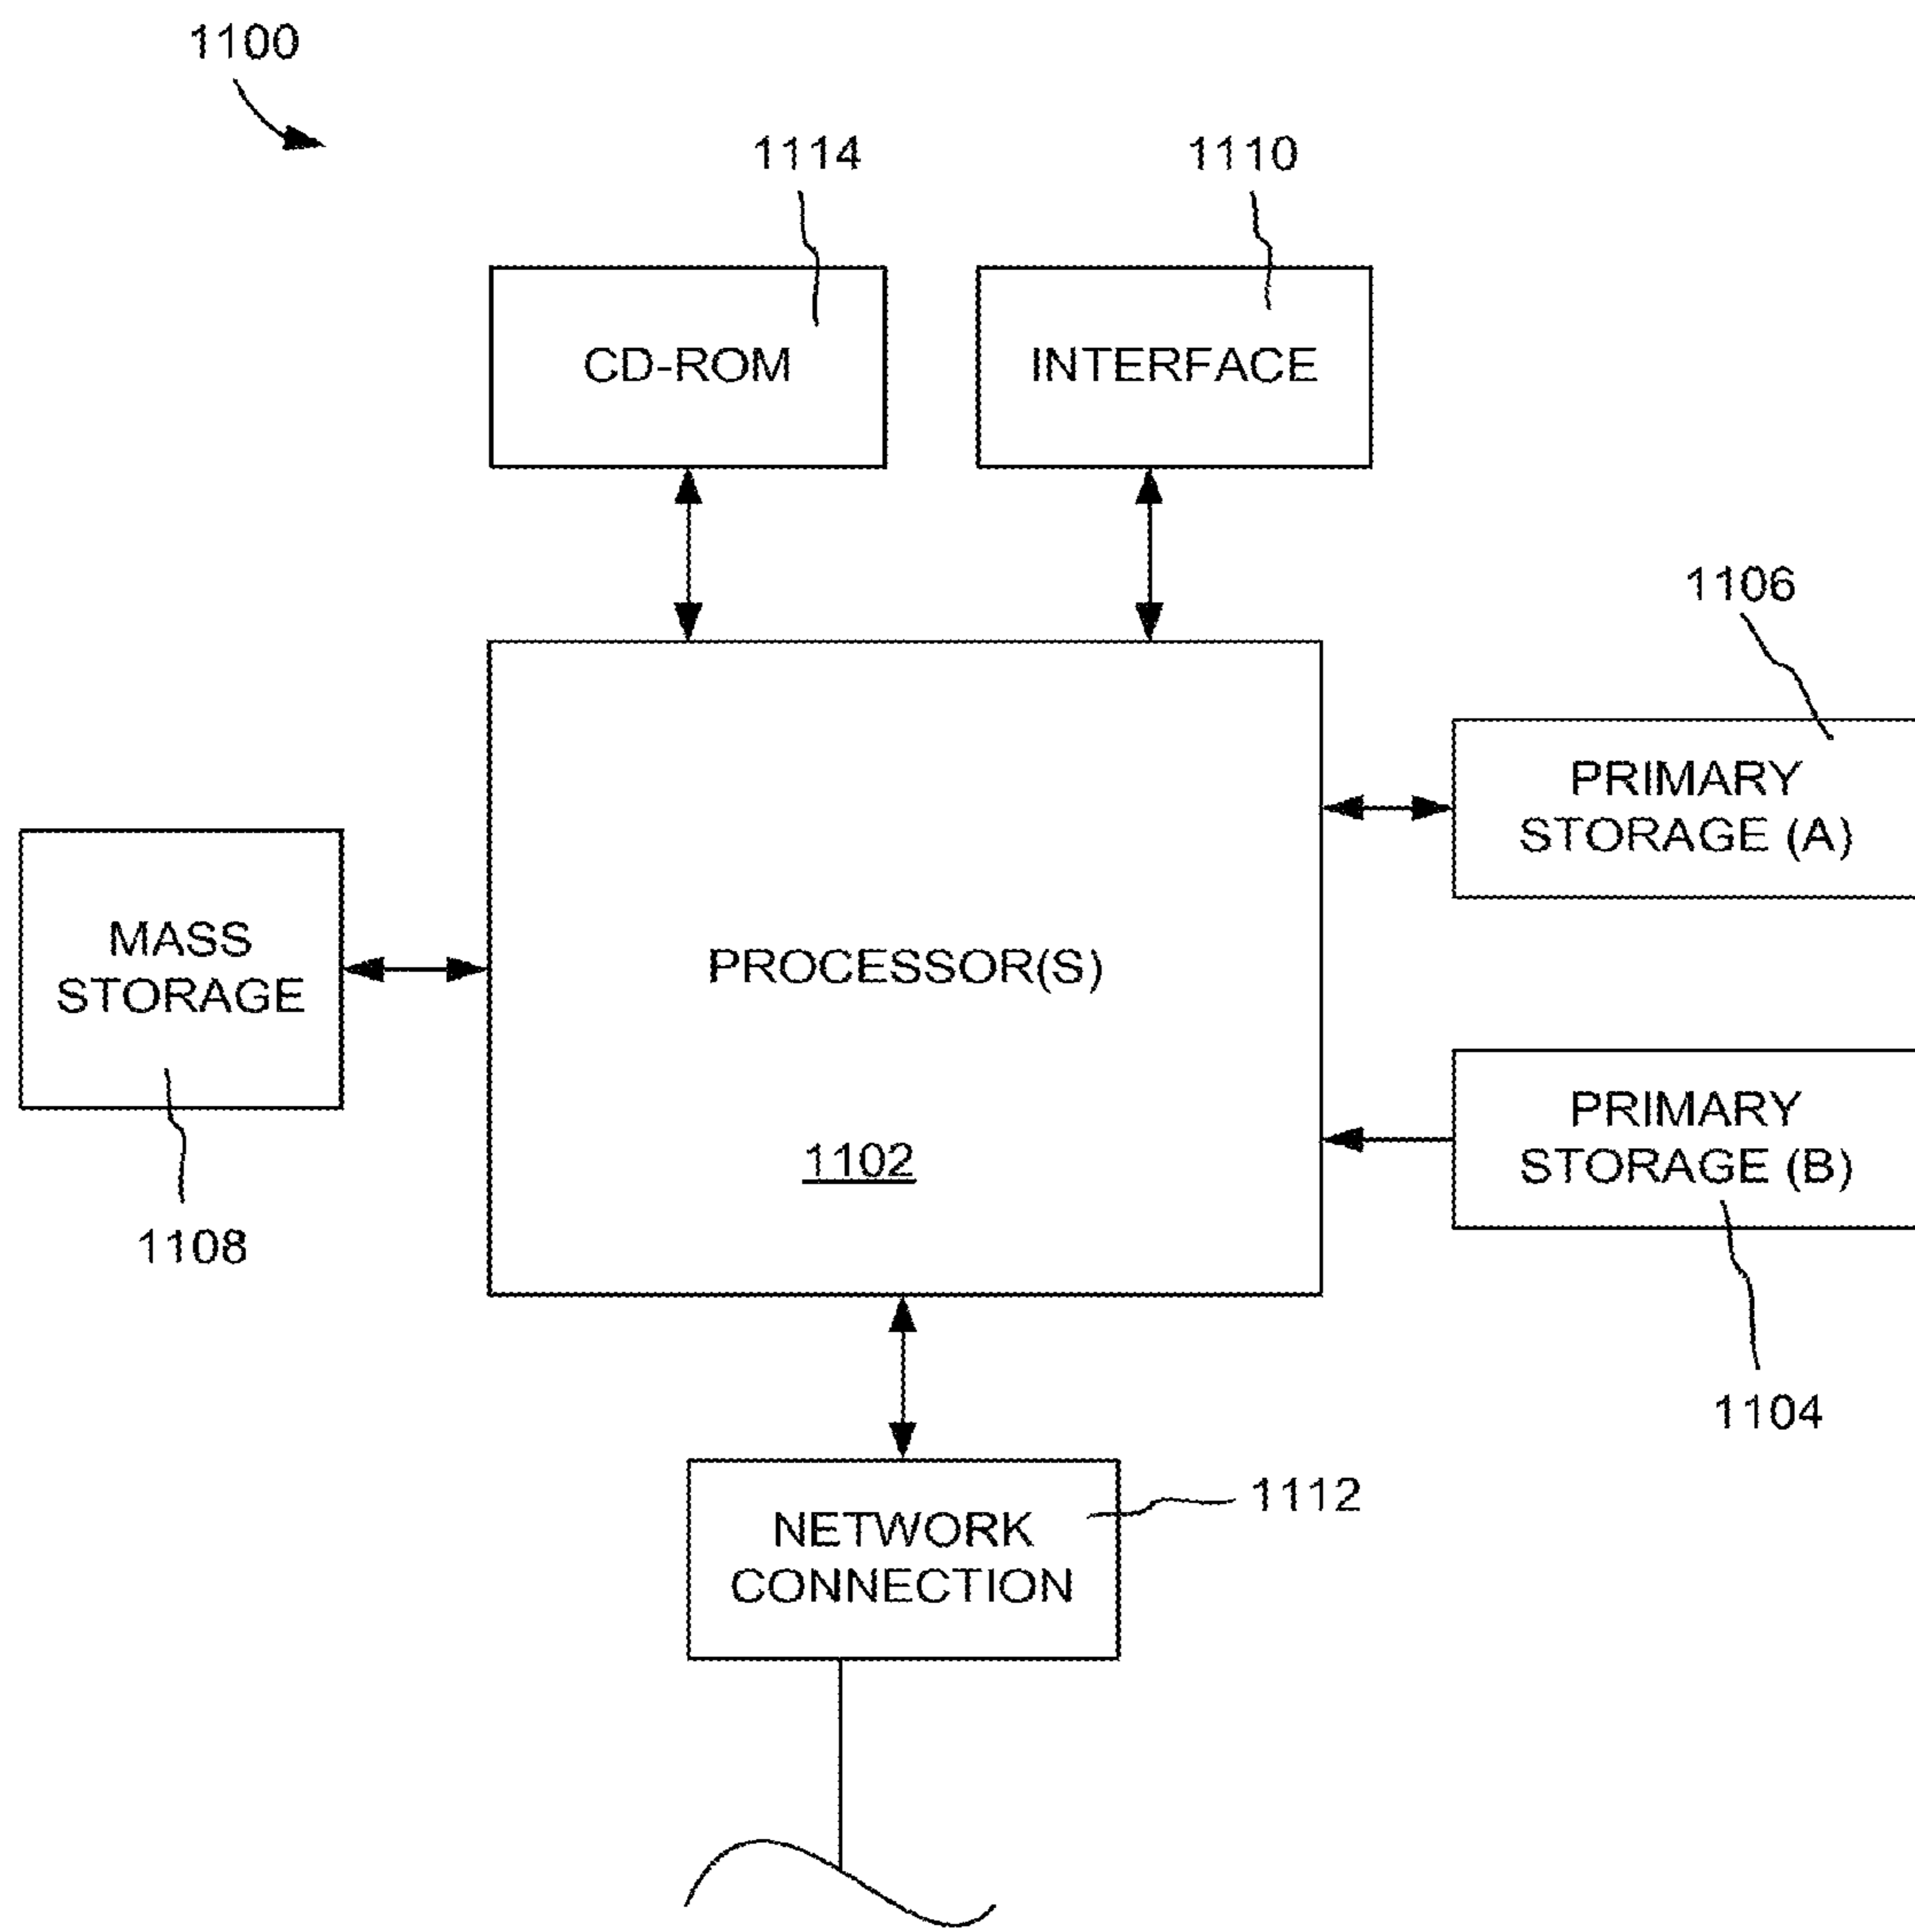 1100
1114
1110
CD-ROM
INTERFACE
1106
PRIMARY
STORAGE (A)
MASS
STORAGE
PROCESSOR(S)
1102
PRIMARY
STORAGE (B)
1108
1104
NETWORK
CONNECTION
1112